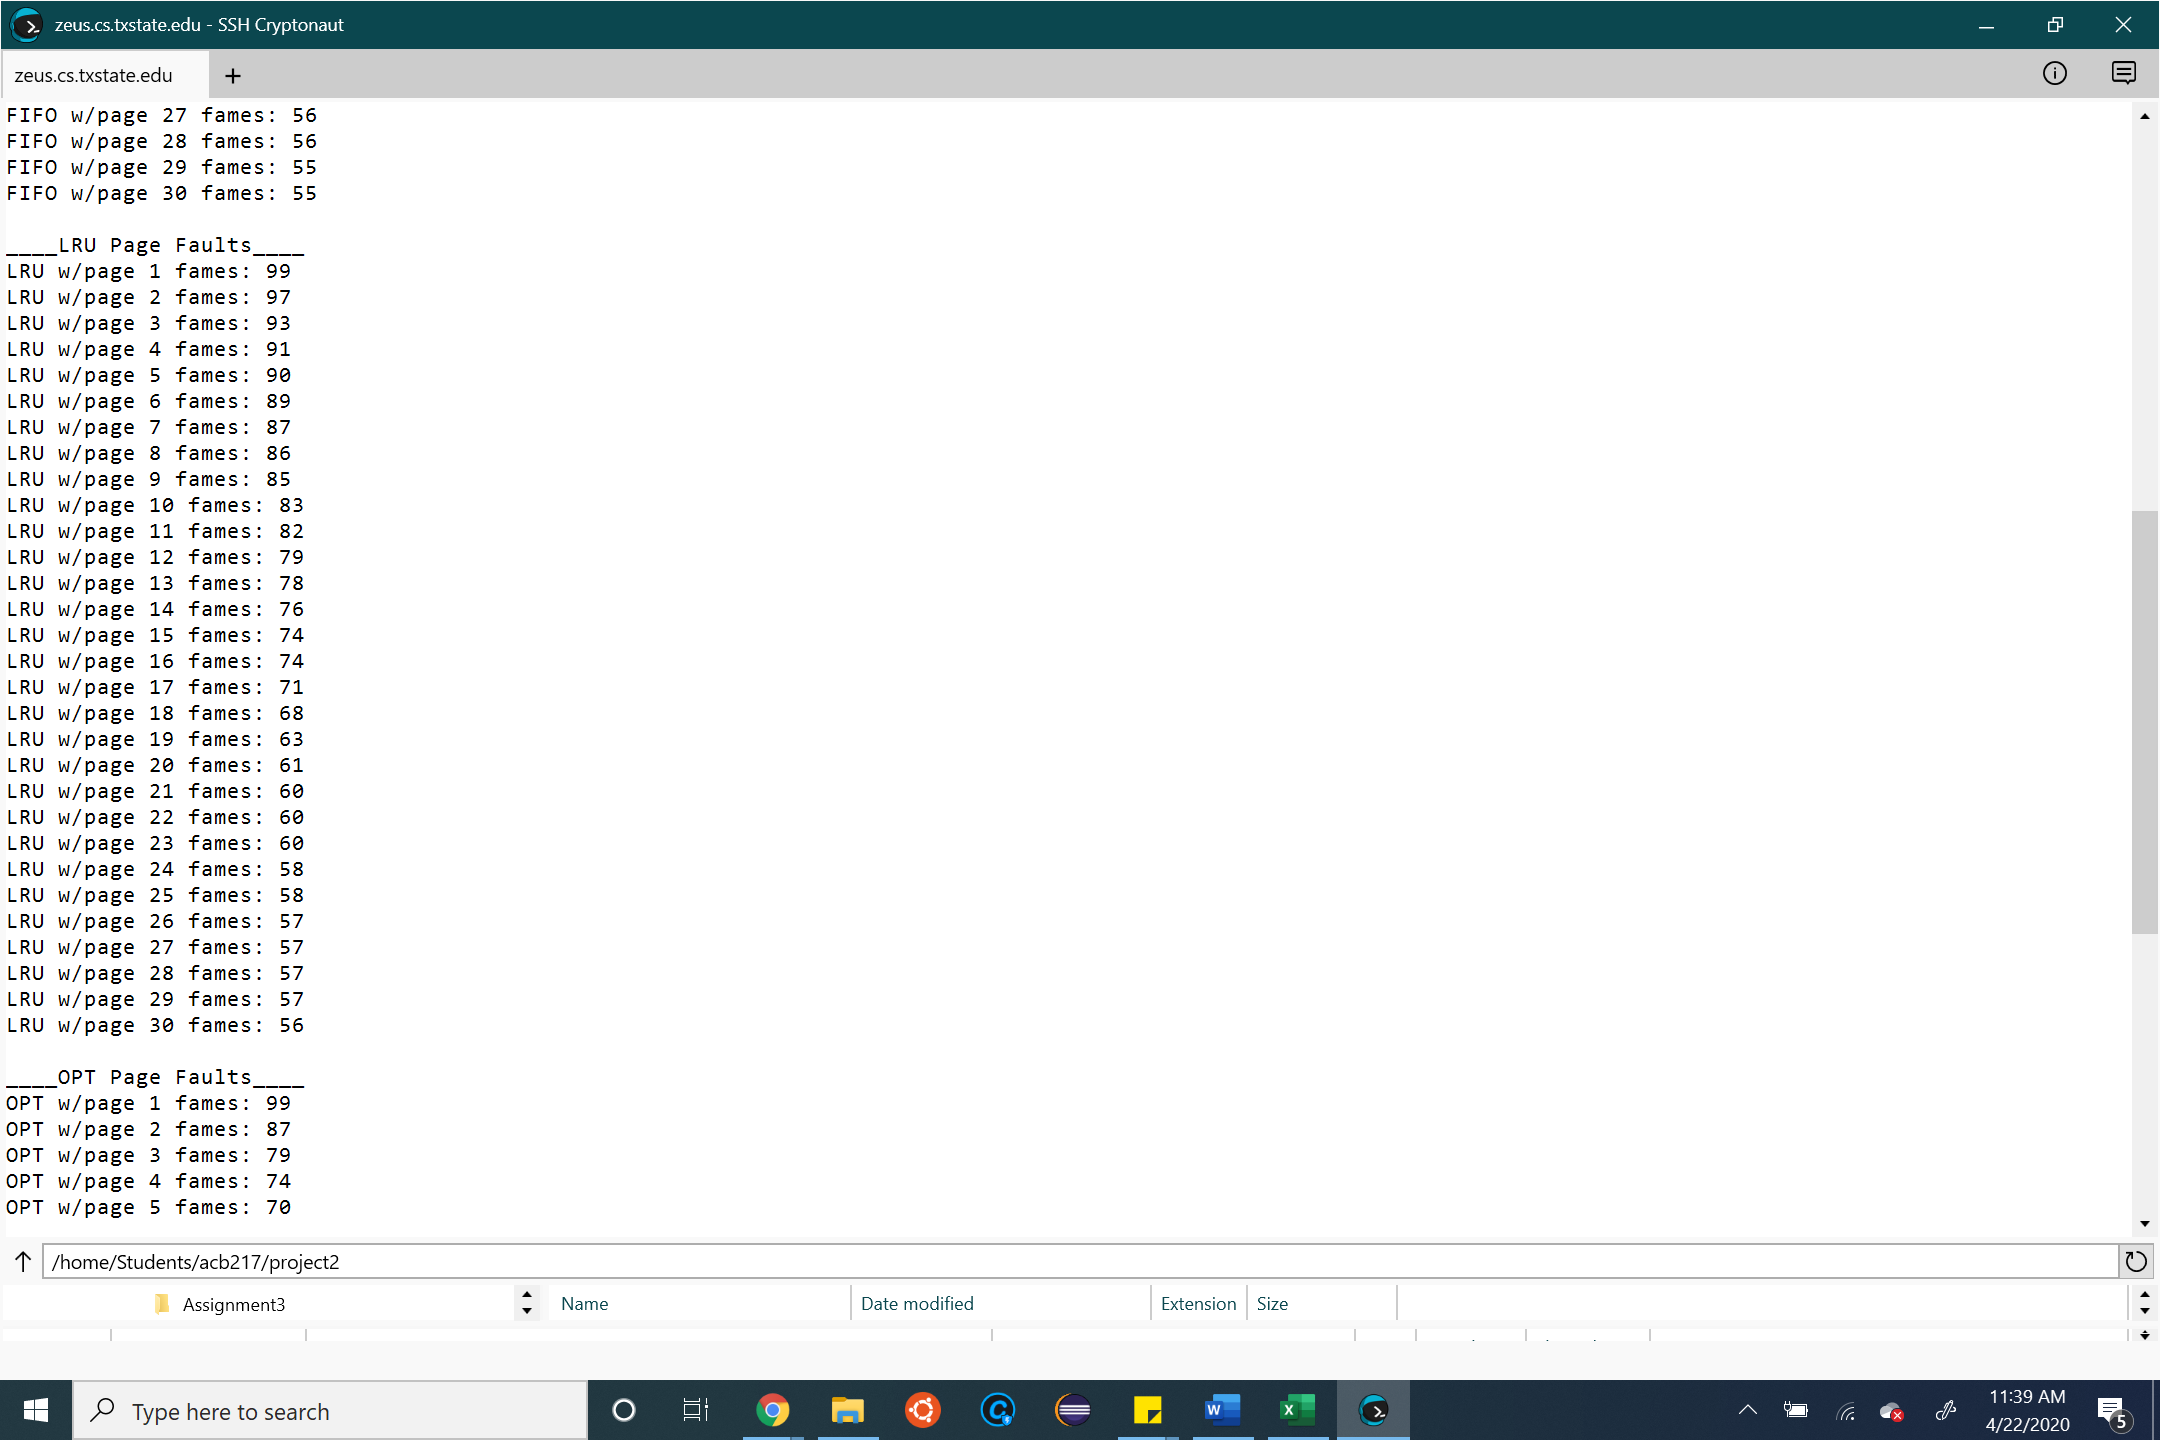 zeus.cs.txstate.edu - SSH Cryptonaut
zeus.cs.txstate.edu
FIFO w/page 27 fames: 56
FIFO w/page 28 fames: 56
FIFO w/page 29 fames: 55
FIFO w/page 30 fames: 55
____LRU Page Faults____
LRU w/page 1 fames: 99
LRU w/page 2 fames: 97
LRU w/page 3 fames: 93
LRU w/page 4 fames: 91
LRU w/page 5 fames: 90
LRU w/page 6 fames: 89
LRU w/page 7 fames: 87
LRU w/page 8 fames: 86
LRU w/page 9 fames: 85
LRU w/page 10 fames: 83
LRU w/page 11 fames: 82
LRU w/page 12 fames: 79
LRU w/page 13 fames: 78
LRU w/page 14 fames: 76
LRU w/page 15 fames: 74
LRU w/page 16 fames: 74
LRU w/page 17 fames: 71
LRU w/page 18 fames: 68
LRU w/page 19 fames: 63
LRU w/page 20 fames: 61
LRU w/page 21 fames: 60
LRU w/page 22 fames: 60
LRU w/page 23 fames: 60
LRU w/page 24 fames: 58
LRU w/page 25 fames: 58
LRU w/page 26 fames: 57
LRU w/page 27 fames: 57
LRU w/page 28 fames: 57
LRU w/page 29 fames: 57
LRU w/page 30 fames: 56
____OPT Page Faults____
OPT w/page 1 fames: 99
OPT w/page 2 fames: 87
OPT w/page 3 fames: 79
OPT w/page 4 fames: 74
OPT w/page 5 fames: 70
/home/Students/acb217/project2
Assignment3 Name Date modified Extension Size
Type here to search
11:39 AM
4/22/2020
5